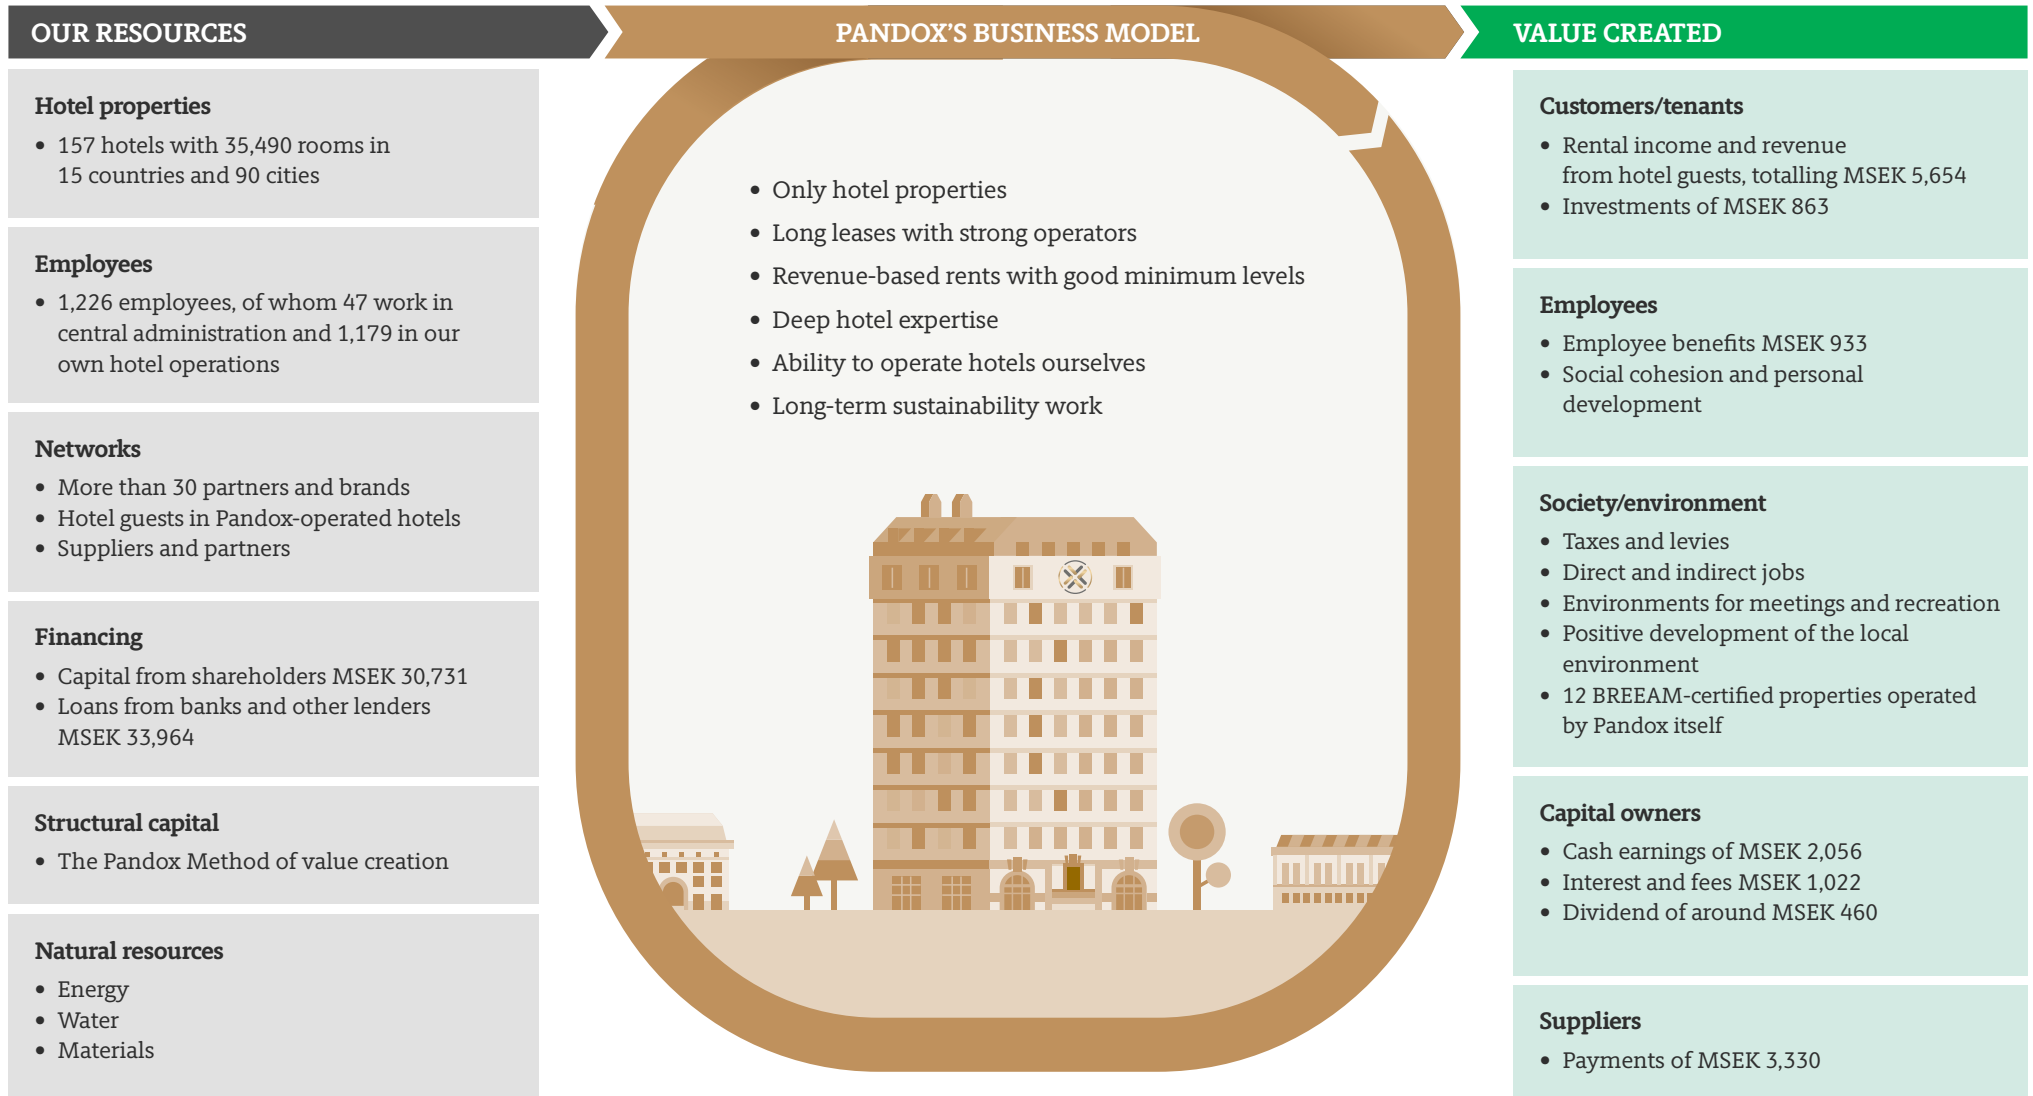 OUR RESOURCES
Hotel properties
• 157 hotels with 35,490 rooms in
15 countries and 90 cities
Employees
• 1,226 employees, of whom 47 work in
central administration and 1,179 in our
own hotel operations
Networks
• More than 30 partners and brands
• Hotel guests in Pandox-operated hotels
• Suppliers and partners
Financing
• Capital from shareholders MSEK 30,731
• Loans from banks and other lenders
MSEK 33,964
Structural capital
• The Pandox Method of value creation
Natural resources
• Energy
• Water
• Materials
PANDOX'S BUSINESS MODEL
• Only hotel properties
• Long leases with strong operators
• Revenue-based rents with good minimum levels
• Deep hotel expertise
• Ability to operate hotels ourselves
• Long-term sustainability work
VALUE CREATED
Customers/tenants
• Rental income and revenue
from hotel guests, totalling MSEK 5,654
• Investments of MSEK 863
Employees
• Employee benefits MSEK 933
• Social cohesion and personal
development
Society/environment
• Taxes and levies
• Direct and indirect jobs
• Environments for meetings and recreation
• Positive development of the local
environment
• 12 BREEAM-certified properties operated
by Pandox itself
Capital owners
• Cash earnings of MSEK 2,056
• Interest and fees MSEK 1,022
• Dividend of around MSEK 460
Suppliers
• Payments of MSEK 3,330